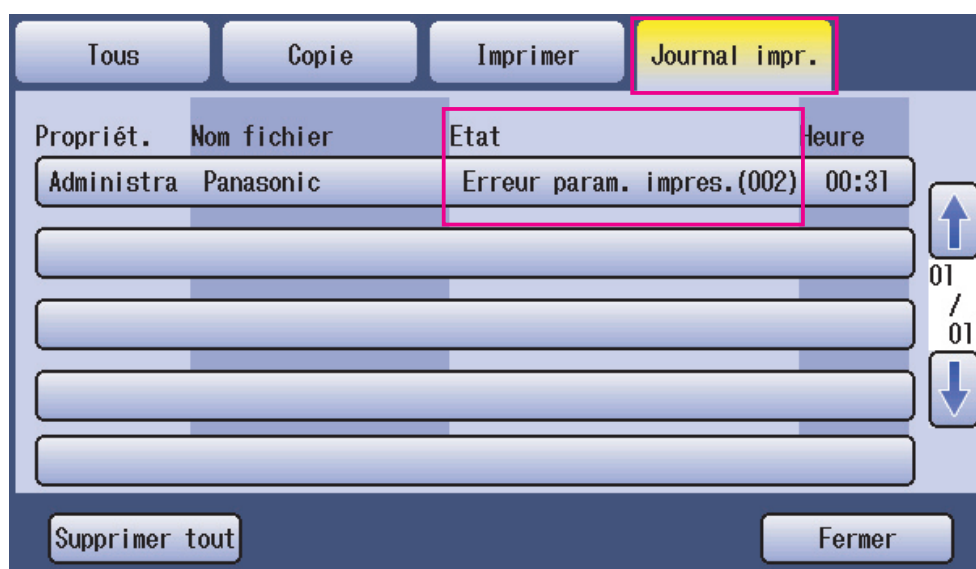 Tous Copie Imprimer Journal impr.
Propriét. Nom fichier Etat Heure
Administra Panasonic Erreur param. impres.(002) 00:31
01
/
01
Supprimer tout Fermer